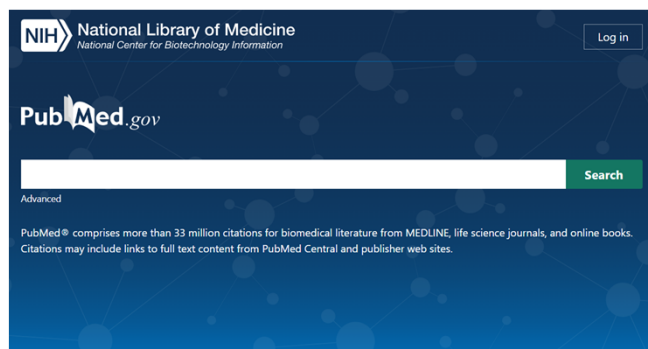 NIH National Library of Medicine
National Center for Biotechnology Information
Log in
PubMed.gov
Search
Advanced
PubMed® comprises more than 33 million citations for biomedical literature from MEDLINE, life science journals, and online books.
Citations may include links to full text content from PubMed Central and publisher web sites.